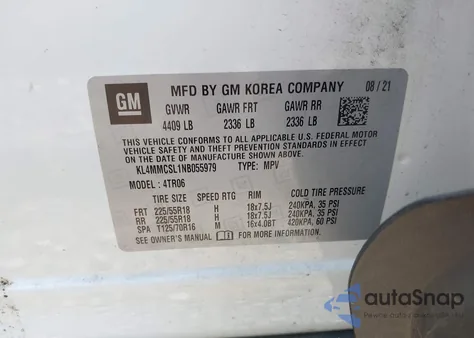 GM
MFD BY GM KOREA COMPANY 08/21
GVWR GAWR FRT GAWR RR
4409 LB 2336 LB 2336 LB
THIS VEHICLE CONFORMS TO ALL APPLICABLE U.S. FEDERAL MOTOR
VEHICLE SAFETY AND THEFT PREVENTION STANDARDS IN EFFECT
ON THE DATE OF MANUFACTURE SHOWN ABOVE.
KL4MMCSL1NB055979 TYPE: MPV
MODEL: 4TR06
TIRE SIZE SPEED RTG RIM COLD TIRE PRESSURE
FRT 225/55R18 H 18x7.5J 240KPA, 35 PSI
RR 225/55R18 H 18x7.5J 240KPA, 35 PSI
SPA T125/70R16 M 16x4.0BT 420KPA, 60 PSI
SEE OWNER'S MANUAL FOR MORE INFORMATION.
autoSnap